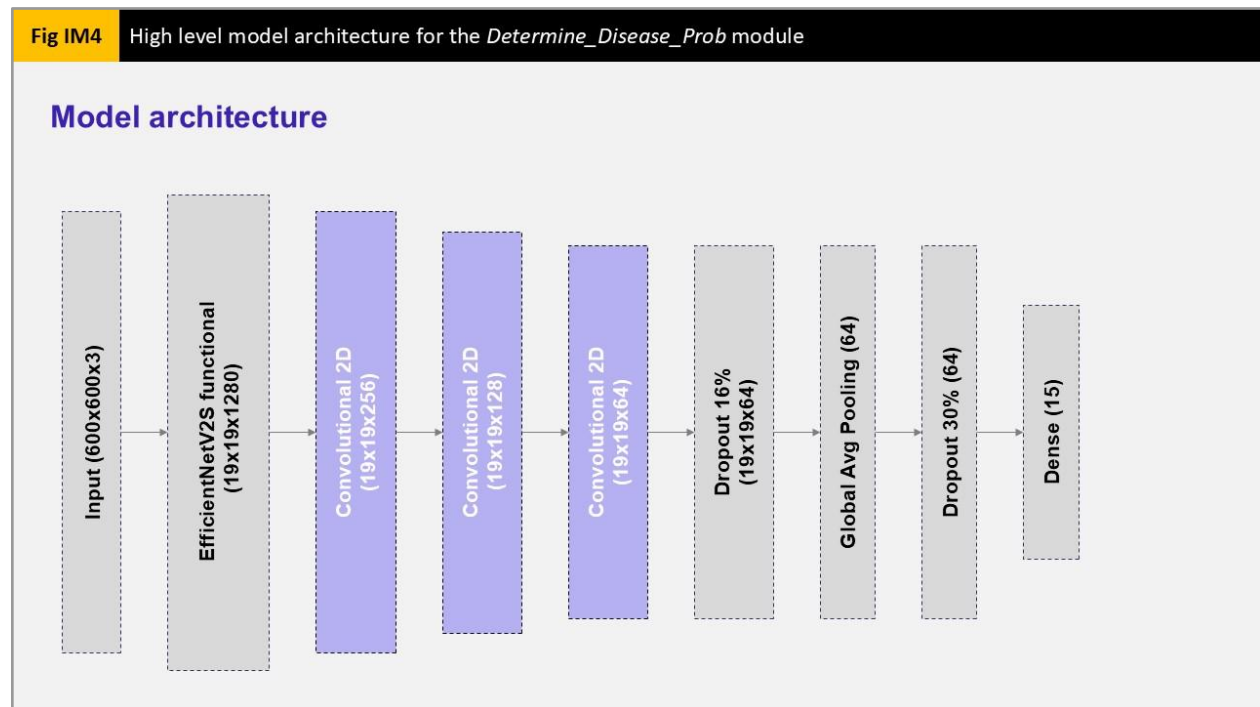 Fig IM4
High level model architecture for the Determine_Disease_Prob module
Model architecture
Input (600x600x3)
EfficientNetV2S functional
(19x19x1280)
Convolutional 2D
(19x19x256)
Convolutional 2D
(19x19x128)
Convolutional 2D
(19x19x64)
Dropout 16%
(19x19x64)
Global Avg Pooling (64)
Dropout 30% (64)
Dense (15)